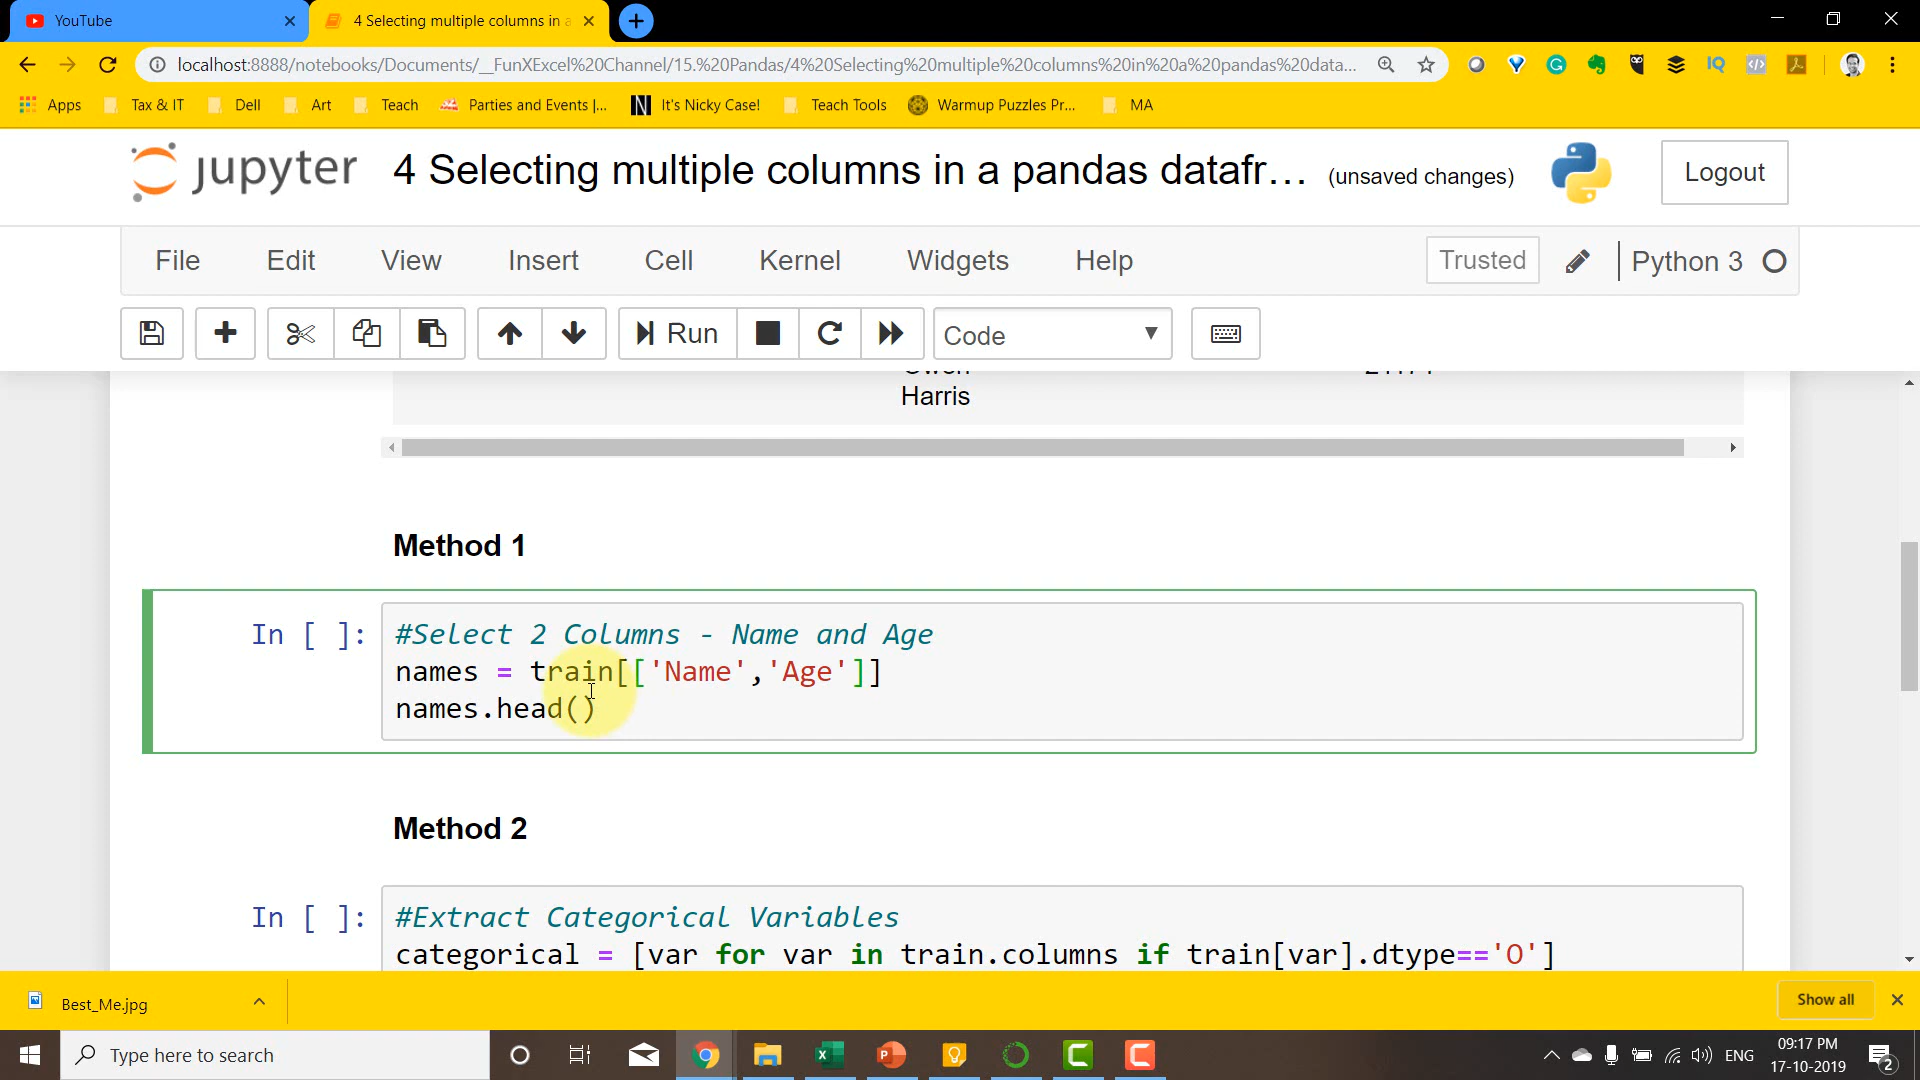 YouTube
4 Selecting multiple columns in a
localhost:8888/notebooks/Documents/__FunXExcel%20Channel/15.%20Pandas/4%20Selecting%20multiple%20columns%20in%20a%20pandas%20data...
Apps Tax & IT Dell Art Teach Parties and Events |... It's Nicky Case! Teach Tools Warmup Puzzles Pr... MA
jupyter 4 Selecting multiple columns in a pandas datafr... (unsaved changes) Logout
File Edit View Insert Cell Kernel Widgets Help Trusted Python 3
Run Code
Harris
Method 1
In [ ]: #Select 2 Columns - Name and Age
names = train[['Name','Age']]
names.head()
Method 2
In [ ]: #Extract Categorical Variables
categorical = [var for var in train.columns if train[var].dtype=='O']
Best_Me.jpg Show all
Type here to search
ENG 09:17 PM
17-10-2019 2